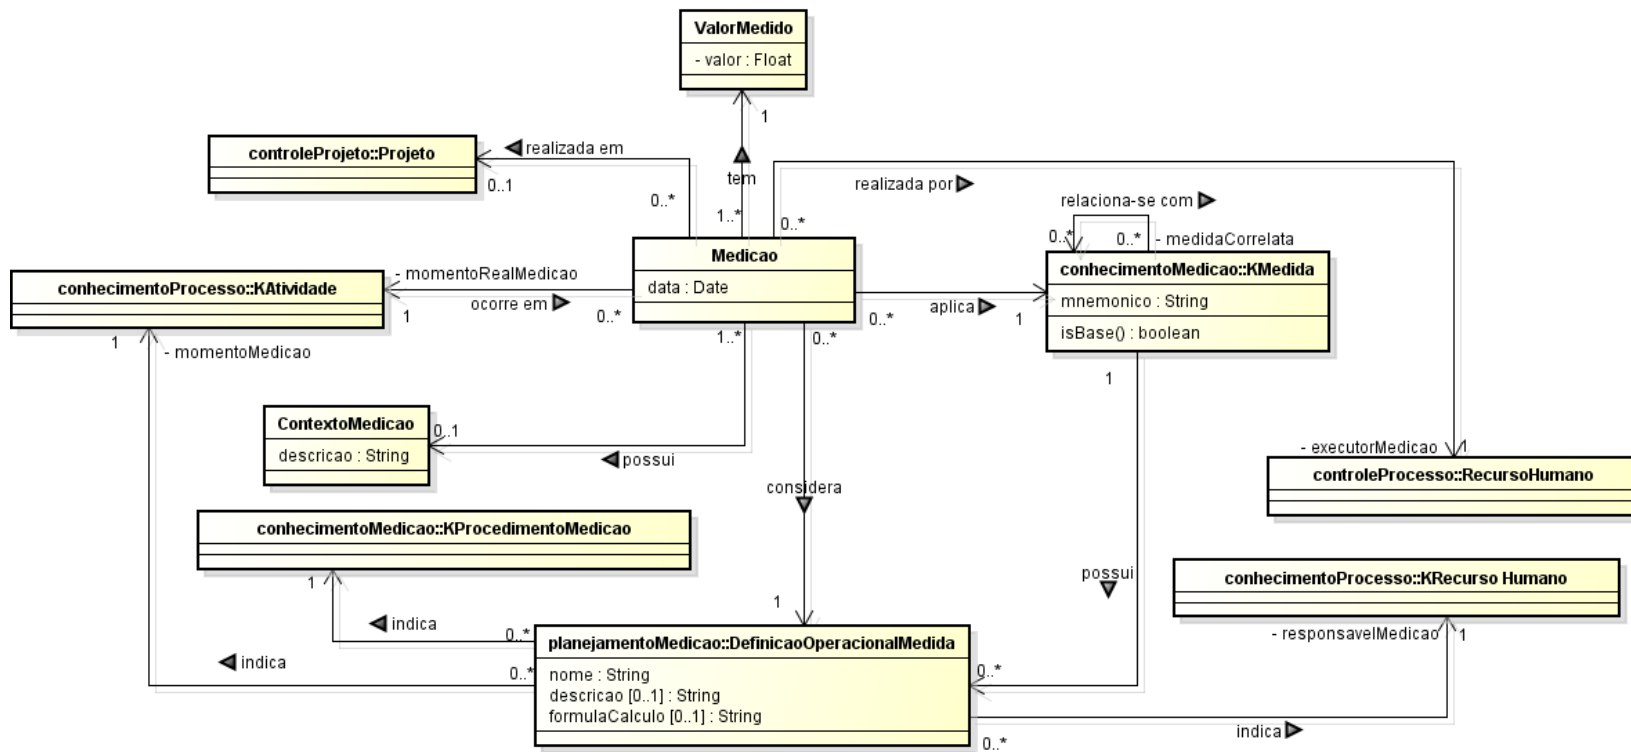 ValorMedido
- valor : Float
1
controleProjeto::Projeto
realizada em
0..1
0..*
tem
1..*
realizada por
0..*
relaciona-se com
0..*
0..*
- medidaCorrelata
Medicao
data : Date
conhecimentoProcesso::KAtividade
- momentoRealMedicao
ocorre em
1
0..*
aplica
0..*
1
conhecimentoMedicao::KMedida
mnemonico : String
isBase() : boolean
1
- momentoMedicao
1..*
0..*
1
ContextoMedicao
descricao : String
0..1
possui
considera
- executorMedicao
1
controleProcesso::RecursoHumano
conhecimentoMedicao::KProcedimentoMedicao
1
indica
0..*
indica
0..*
1
possui
0..*
conhecimentoProcesso::KRecurso Humano
- responsavelMedicao
1
planejamentoMedicao::DefinicaoOperacionalMedida
nome : String
descricao [0..1] : String
formulaCalculo [0..1] : String
indica
0..*